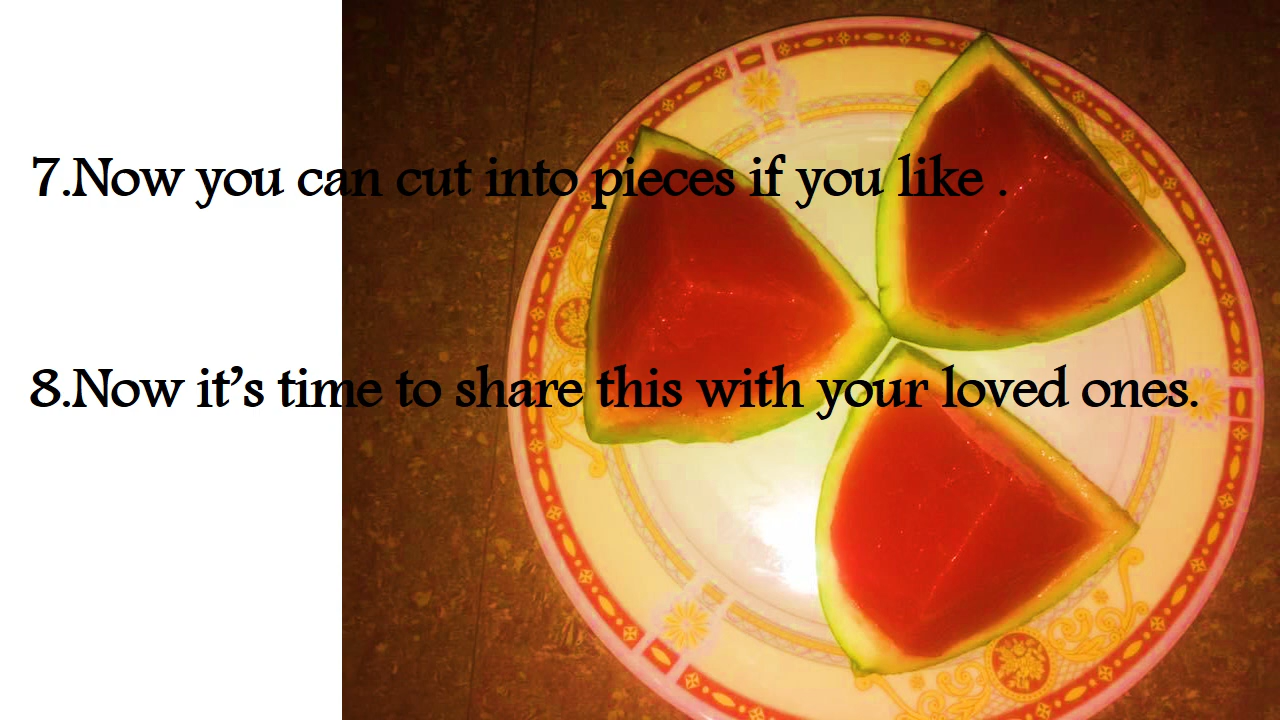 7.Now you can cut into pieces if you like .
8.Now it’s time to share this with your loved ones.